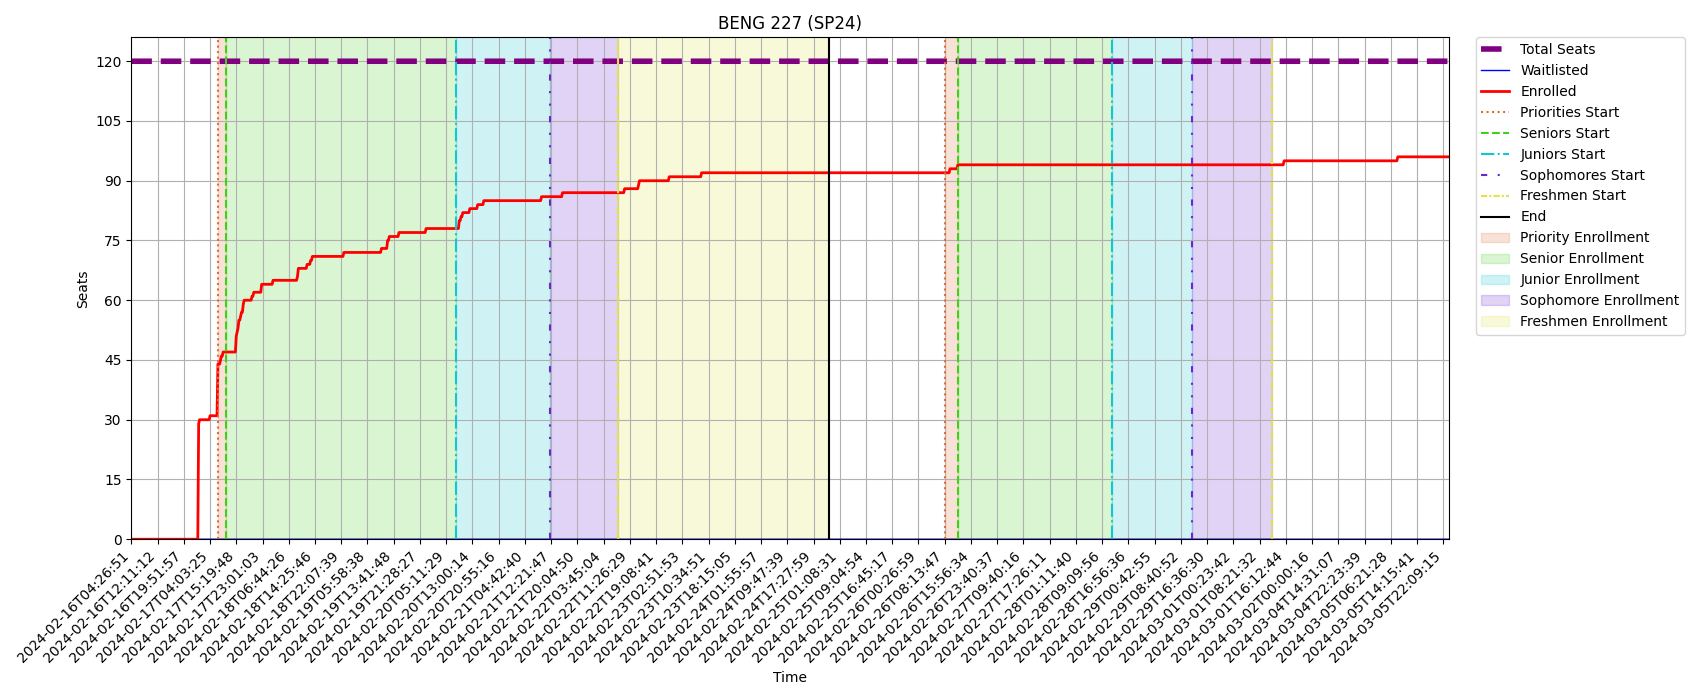 BENG 227 (SP24)
Seats
120
105
90
75
60
45
30
15
0
2024-02-16T04:26:51
2024-02-16T12:11:12
2024-02-16T19:51:57
2024-02-17T04:03:25
2024-02-17T15:19:48
2024-02-17T23:01:03
2024-02-18T06:44:26
2024-02-18T14:25:46
2024-02-18T22:07:39
2024-02-19T05:58:38
2024-02-19T13:41:48
2024-02-19T21:28:27
2024-02-20T05:11:29
2024-02-20T13:00:14
2024-02-20T20:55:16
2024-02-21T04:42:40
2024-02-21T12:21:47
2024-02-21T20:04:50
2024-02-22T03:45:04
2024-02-22T11:26:29
2024-02-22T19:08:41
2024-02-23T02:51:53
2024-02-23T10:34:51
2024-02-23T18:15:05
2024-02-24T01:55:57
2024-02-24T09:47:39
2024-02-24T17:27:59
2024-02-25T01:08:31
2024-02-25T09:04:54
2024-02-25T16:45:17
2024-02-26T00:26:59
2024-02-26T08:13:47
2024-02-26T15:56:34
2024-02-26T23:40:37
2024-02-27T09:40:16
2024-02-27T17:26:11
2024-02-28T01:11:40
2024-02-28T09:09:56
2024-02-28T16:56:36
2024-02-29T00:42:55
2024-02-29T08:40:52
2024-02-29T16:36:30
2024-03-01T00:23:42
2024-03-01T08:21:32
2024-03-01T16:12:44
2024-03-02T00:00:16
2024-03-04T14:31:07
2024-03-04T22:23:39
2024-03-05T06:21:28
2024-03-05T14:15:41
2024-03-05T22:09:15
Time
Total Seats
Waitlisted
Enrolled
Priorities Start
Seniors Start
Juniors Start
Sophomores Start
Freshmen Start
End
Priority Enrollment
Senior Enrollment
Junior Enrollment
Sophomore Enrollment
Freshmen Enrollment